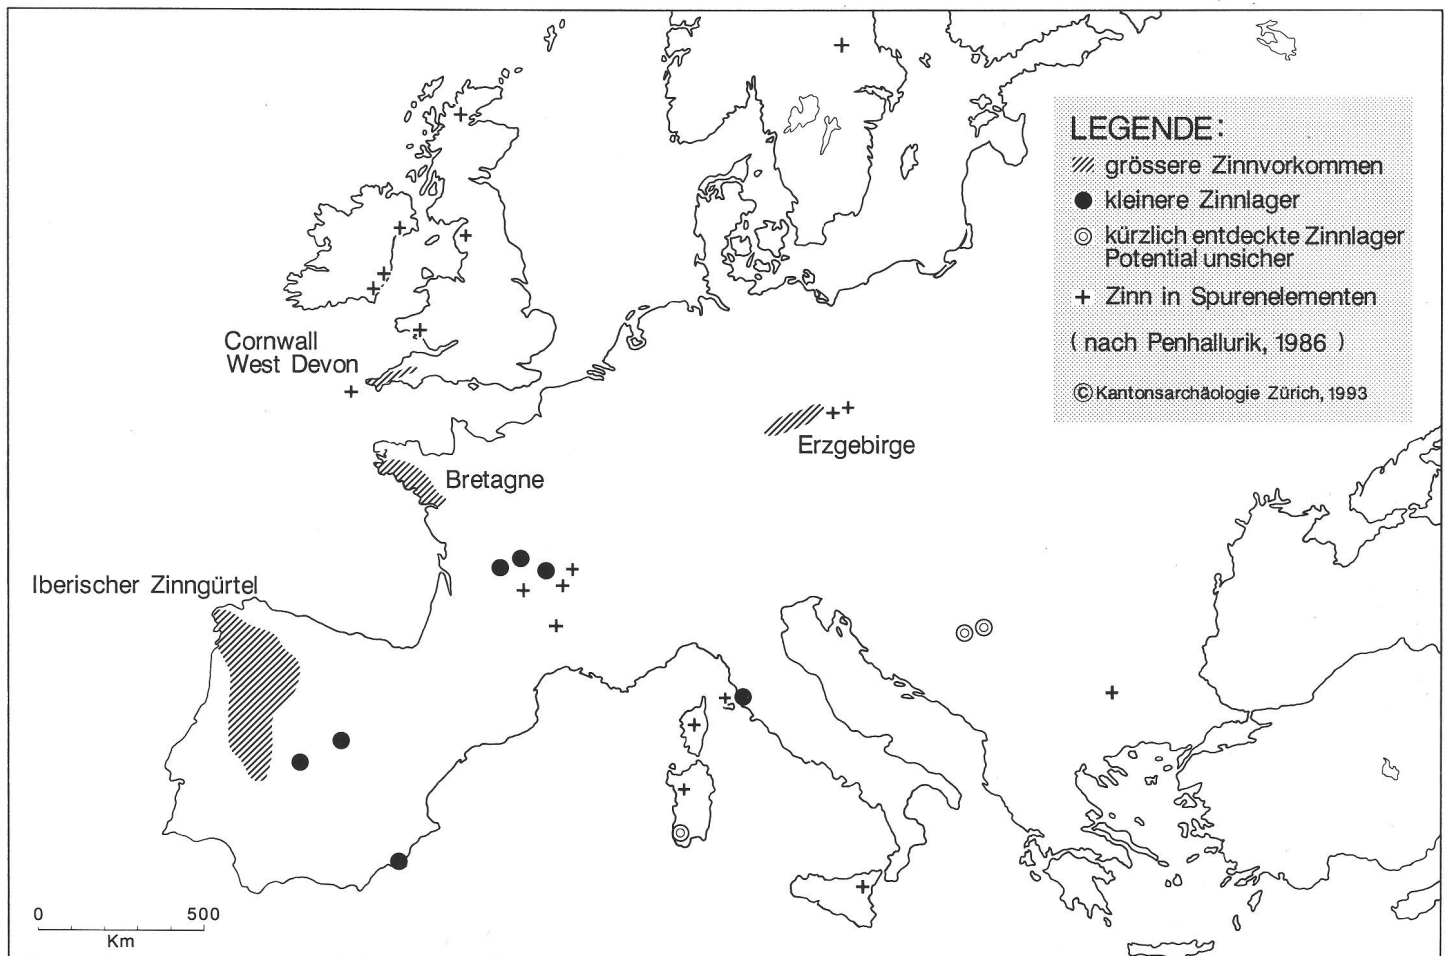 LEGENDE:
grössere Zinnvorkommen
kleinere Zinnlager
kürzlich entdeckte Zinnlager
Potential unsicher
Zinn in Spurenelementen
( nach Penhallurik, 1986 )
© Kantonsarchäologie Zürich, 1993
Cornwall
West Devon
Erzgebirge
Bretagne
Iberischer Zinngürtel
0 500
Km